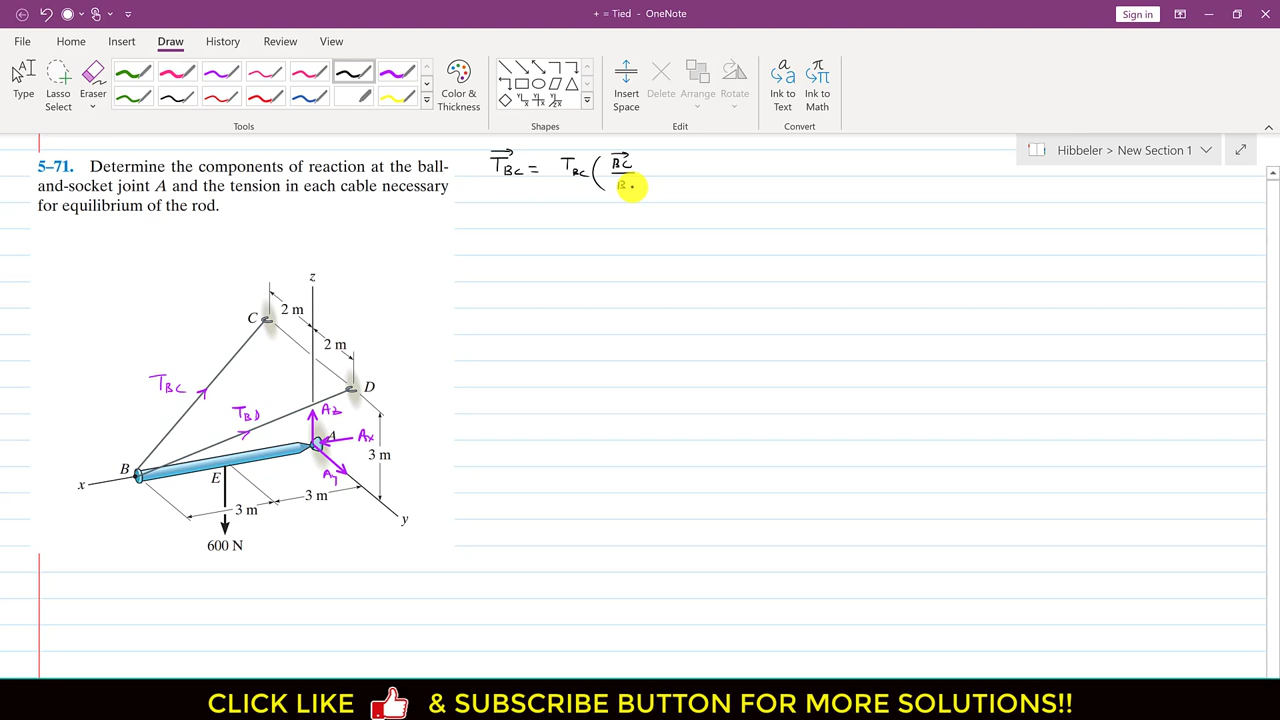 + = Tied - OneNote
Sign in
File Home Insert Draw History Review View
Type
Lasso Select
Eraser
Color & Thickness
Insert Space
Delete
Arrange
Rotate
Ink to Text
Ink to Math
Tools
Shapes
Edit
Convert
Hibbeler > New Section 1
5–71. Determine the components of reaction at the ball-
and-socket joint A and the tension in each cable necessary
for equilibrium of the rod.
T_BC = T_BC ( BC
B
z
2 m
C
2 m
D
T_BC
T_BD
Az
A
Ax
3 m
B
E
Ay
x
3 m
3 m
y
600 N
CLICK LIKE & SUBSCRIBE BUTTON FOR MORE SOLUTIONS!!